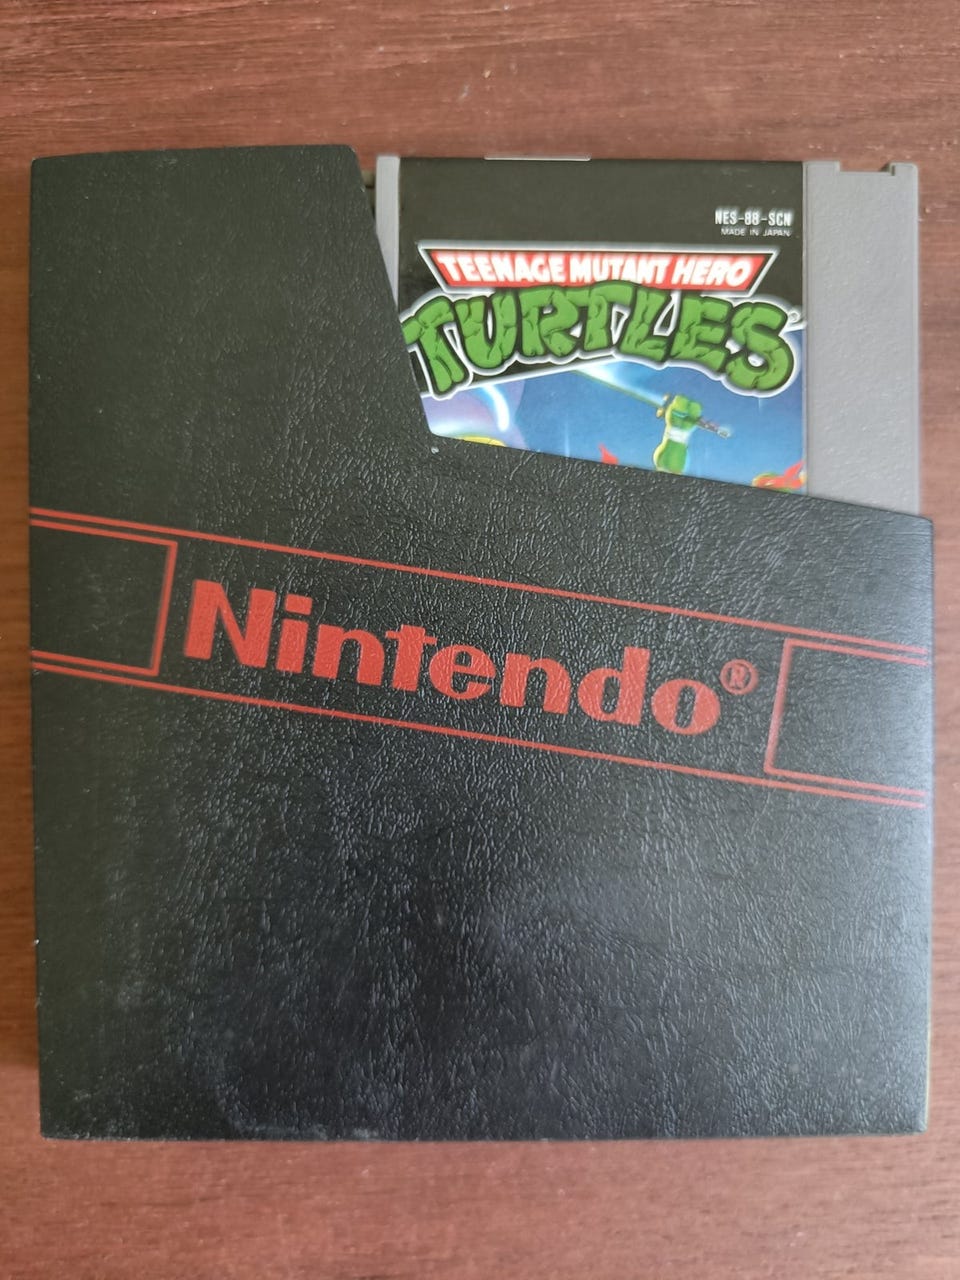 NES-88-SCN
MADE IN JAPAN
TEENAGE MUTANT HERO
TURTLES
Nintendo®